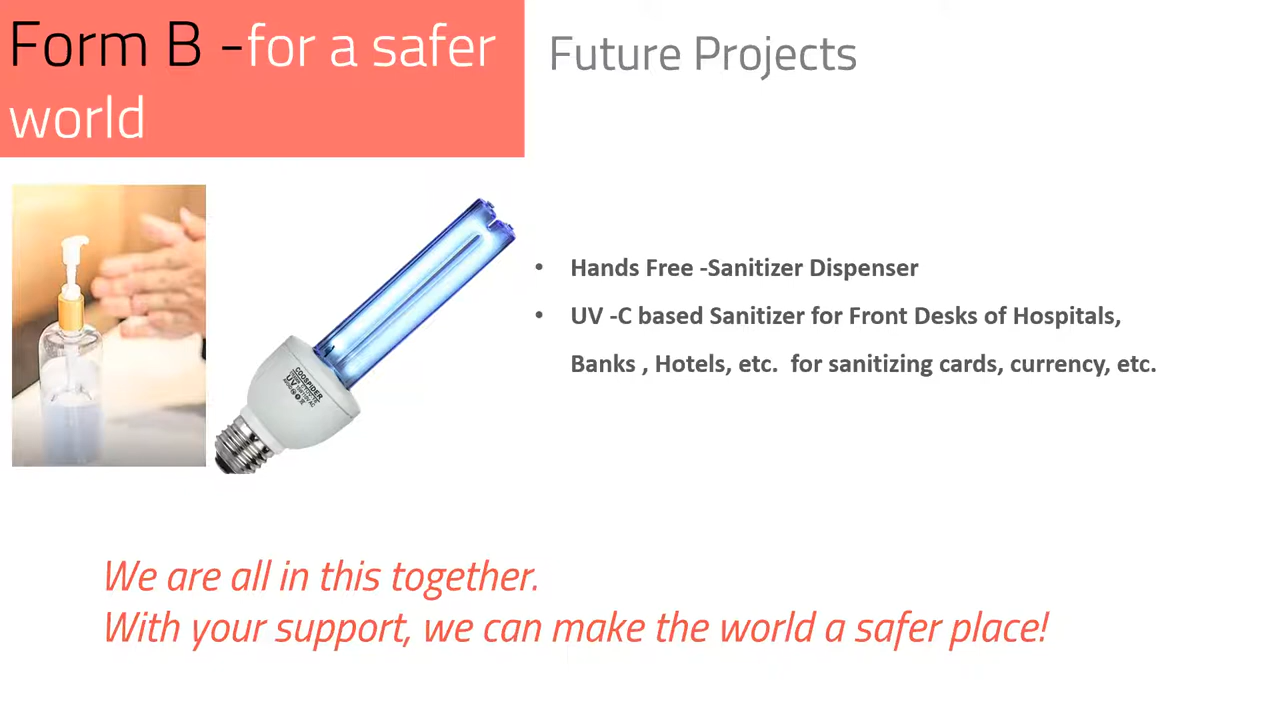 Form B -for a safer
world
Future Projects
COOSPIDER
UV
• Hands Free -Sanitizer Dispenser
• UV -C based Sanitizer for Front Desks of Hospitals,
Banks , Hotels, etc. for sanitizing cards, currency, etc.
We are all in this together.
With your support, we can make the world a safer place!